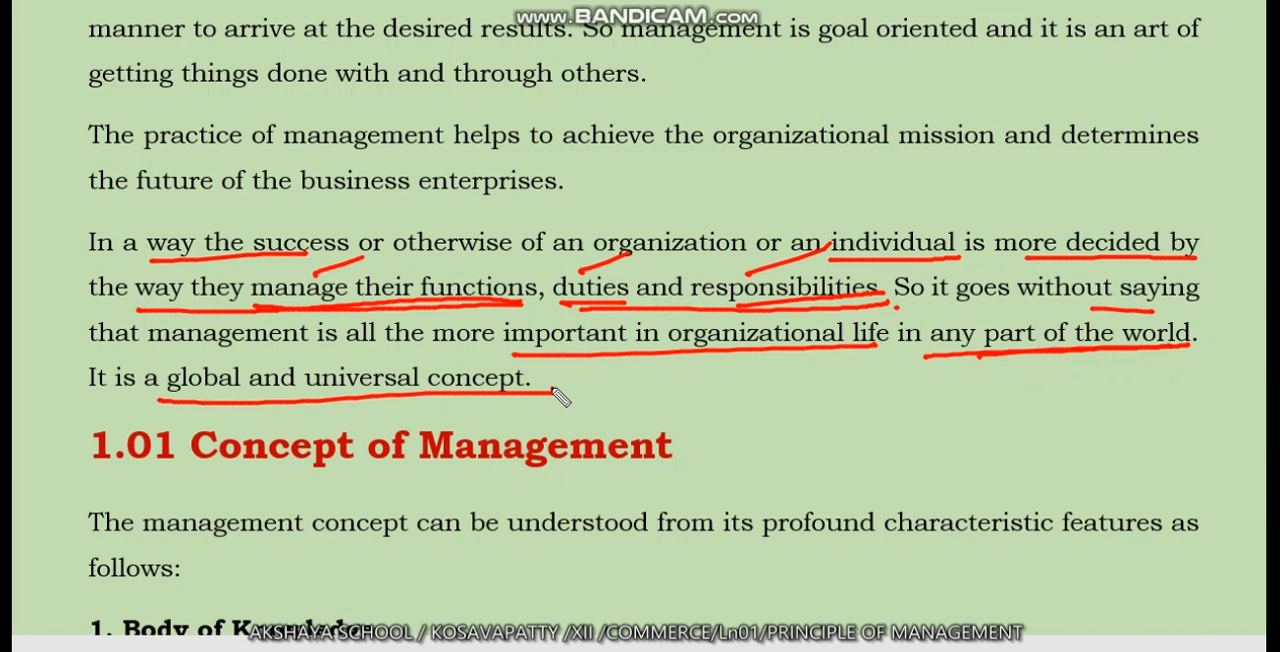 www.BANDICAM.com
manner to arrive at the desired results. So management is goal oriented and it is an art of
getting things done with and through others.
The practice of management helps to achieve the organizational mission and determines
the future of the business enterprises.
In a way the success or otherwise of an organization or an individual is more decided by
the way they manage their functions, duties and responsibilities. So it goes without saying
that management is all the more important in organizational life in any part of the world.
It is a global and universal concept.
1.01 Concept of Management
The management concept can be understood from its profound characteristic features as
follows:
1. Body of Knowledge
AKSHAYA SCHOOL / KOSAVAPATTY /XII /COMMERCE/Ln01/PRINCIPLE OF MANAGEMENT